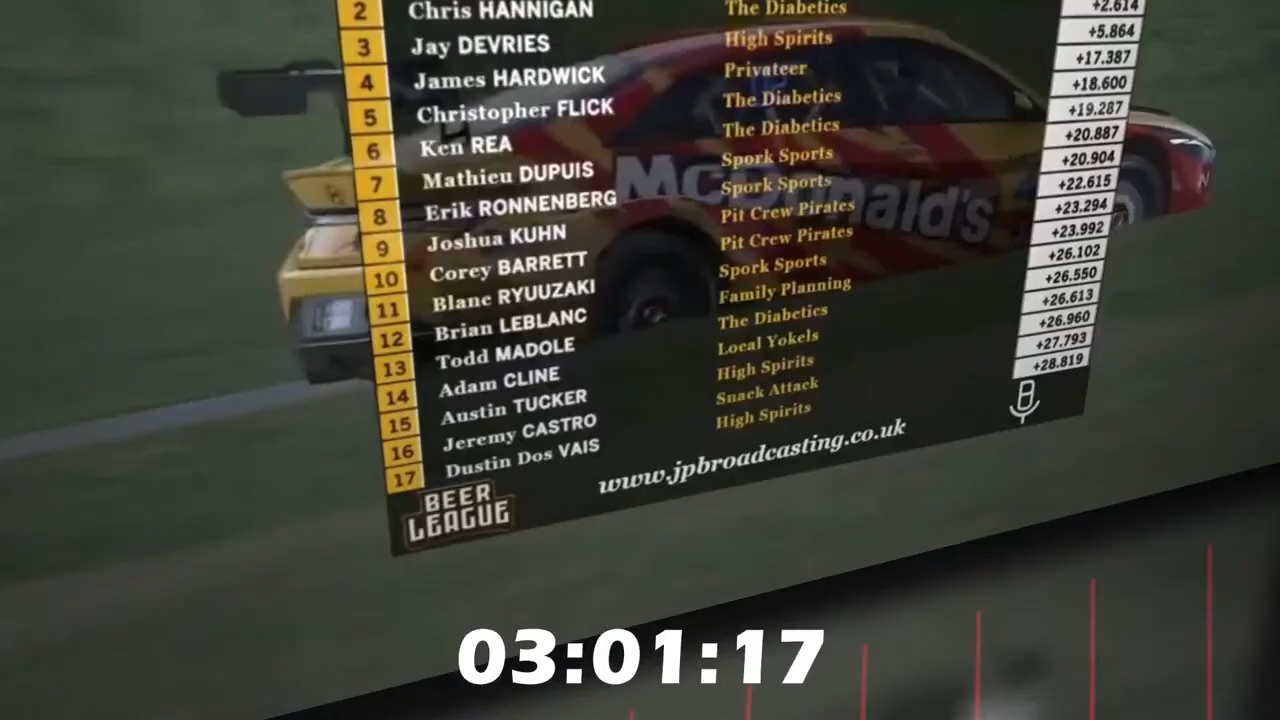 2 Chris HANNIGAN The Diabetics +2.614
3 Jay DEVRIES High Spirits +5.864
4 James HARDWICK Privateer +17.387
5 Christopher FLICK The Diabetics +18.600
6 Ken REA The Diabetics +19.287
7 Mathieu DUPUIS Spork Sports +20.887
8 Erik RONNENBERG Spork Sports +20.904
9 Joshua KUHN Pit Crew Pirates +22.615
10 Corey BARRETT Pit Crew Pirates +23.294
11 Blane RYUUZAKI Spork Sports +23.992
12 Brian LEBLANC Family Planning +26.102
13 Todd MADOLE The Diabetics +26.550
14 Adam CLINE Local Yokels +26.613
15 Austin TUCKER High Spirits +26.960
16 Jeremy CASTRO Snack Attack +27.793
17 Dustin Dos VAIS High Spirits +28.819
McDonald's
BEER LEAGUE
www.jpbroadcasting.co.uk
03:01:17